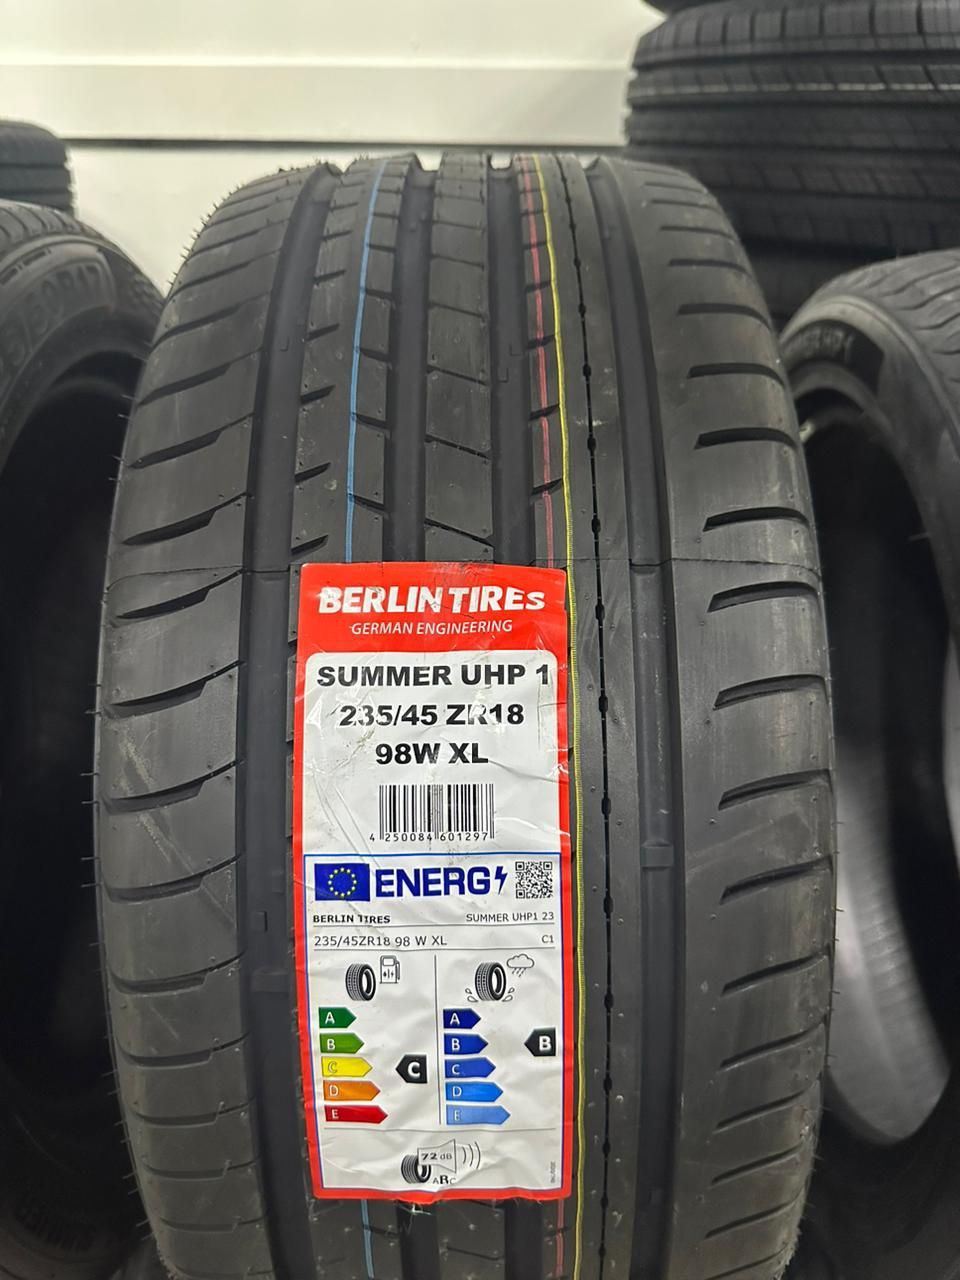 BERLIN TIRES
GERMAN ENGINEERING
SUMMER UHP 1
235/45 ZR18
98W XL
4 250084 601297
ENERG
BERLIN TIRES SUMMER UHP1 23
235/45ZR18 98 W XL C1
A A
B B B
C C C
D D
E E
72 dB
ABC